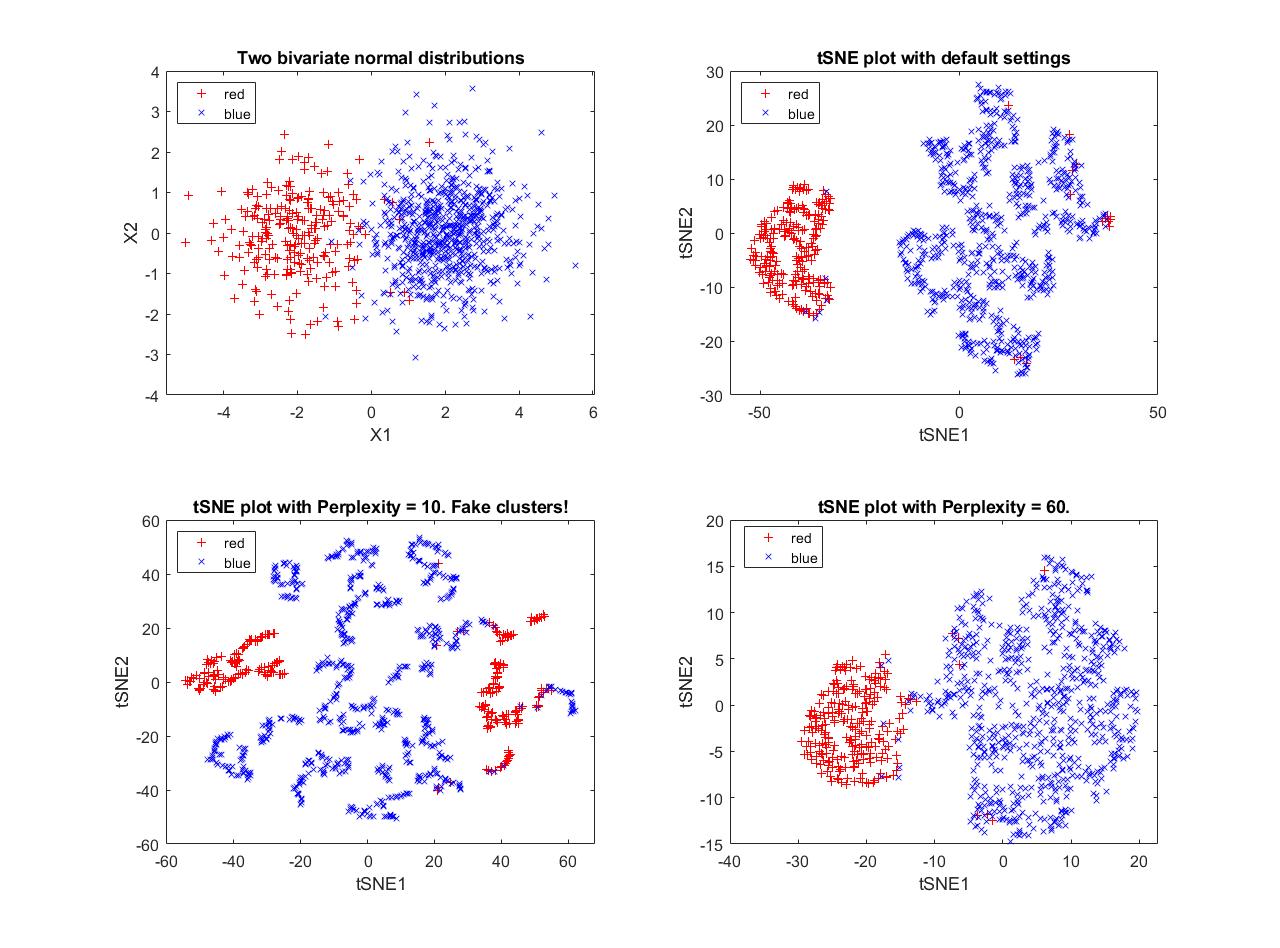 Two bivariate normal distributions
red
blue
4
3
2
1
0
-1
-2
-3
-4
X2
-4
-2
0
2
4
6
X1
tSNE plot with default settings
red
blue
30
20
10
0
-10
-20
-30
tSNE2
-50
0
50
tSNE1
tSNE plot with Perplexity = 10. Fake clusters!
red
blue
60
40
20
0
-20
-40
-60
tSNE2
-60
-40
-20
0
20
40
60
tSNE1
tSNE plot with Perplexity = 60.
red
blue
20
15
10
5
0
-5
-10
-15
tSNE2
-40
-30
-20
-10
0
10
20
tSNE1